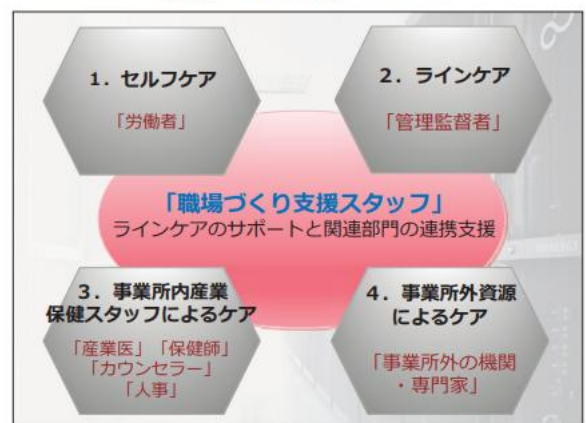 1．セルフケア
「労働者」
2．ラインケア
「管理監督者」
「職場づくり支援スタッフ」
ラインケアのサポートと関連部門の連携支援
3．事業所内産業
保健スタッフによるケア
「産業医」「保健師」
「カウンセラー」
「人事」
4．事業所外資源
によるケア
「事業所外の機関
・専門家」